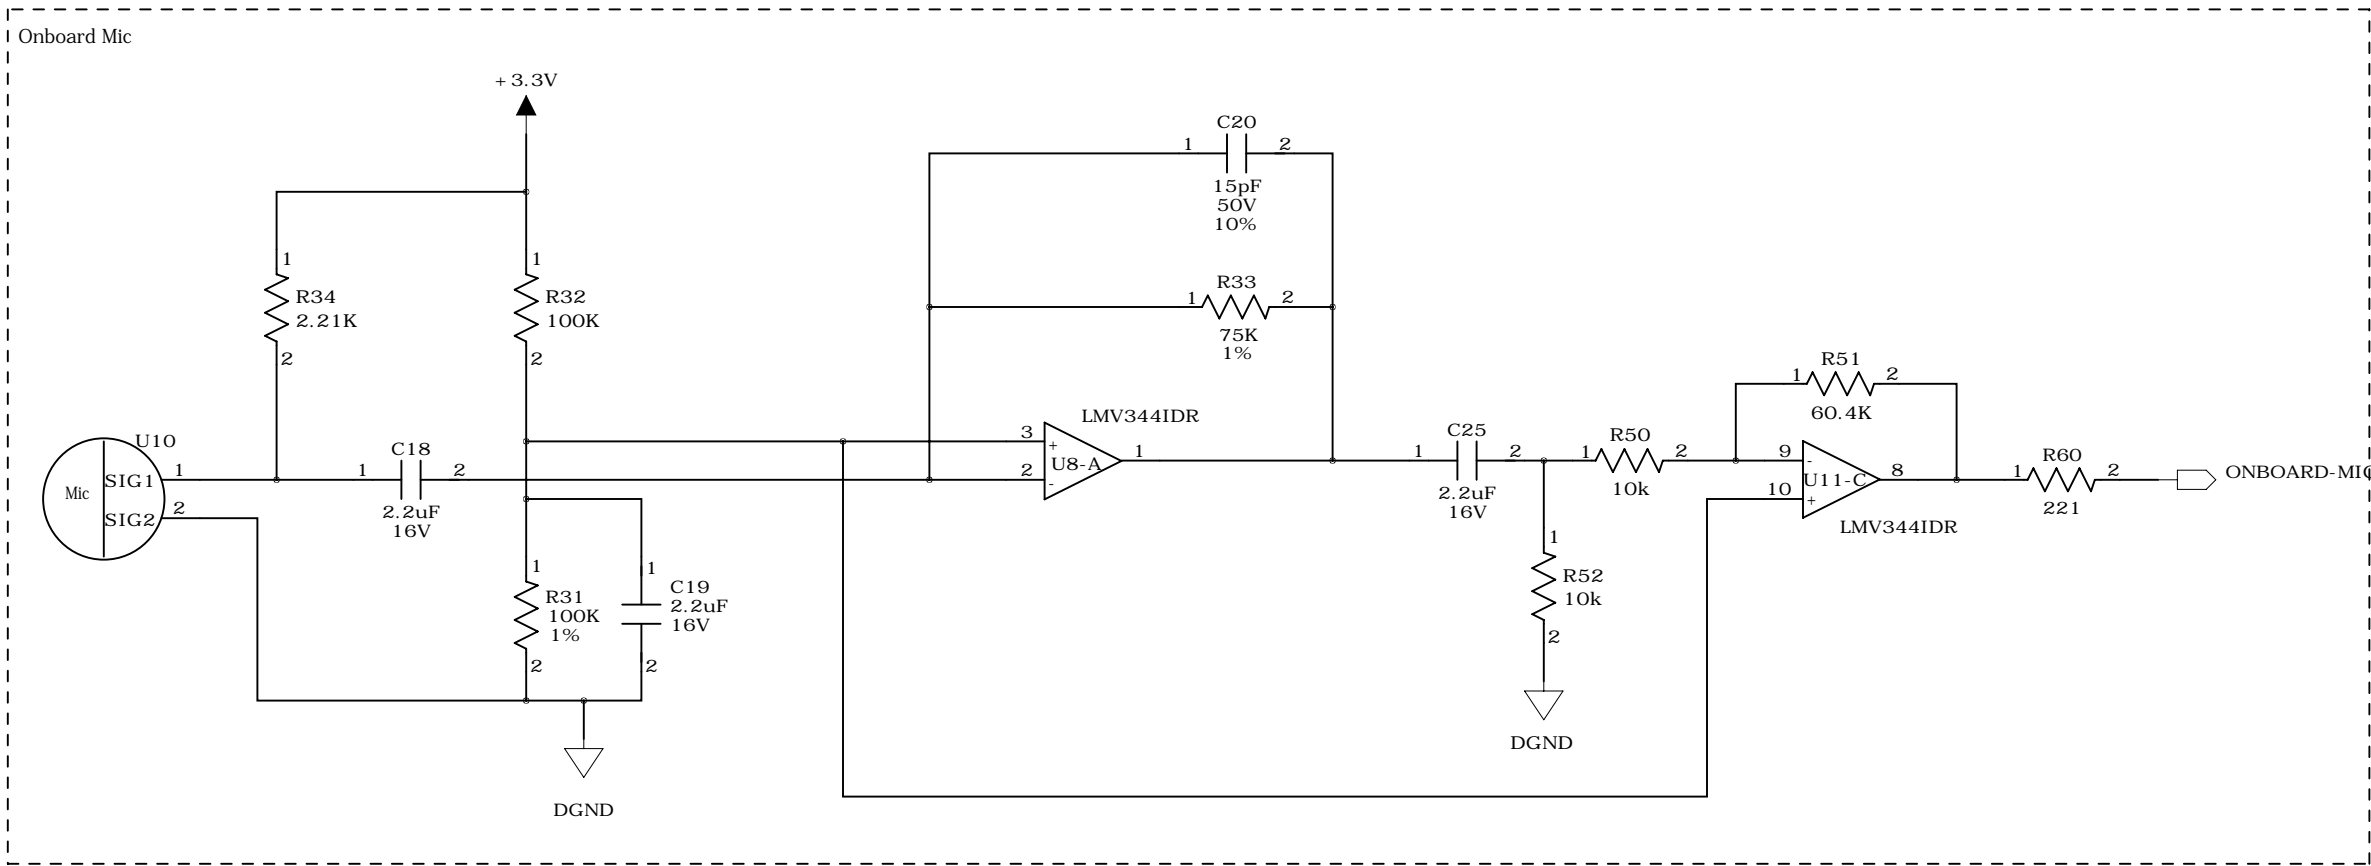 Onboard Mic
+3.3V
C20
1
2
15pF
50V
10%
1
R34
2.21K
2
1
R32
100K
2
R33
1
2
75K
1%
R51
1
2
60.4K
LMV344IDR
U10
Mic
SIG1
SIG2
1
2
C18
1
2
2.2uF
16V
3
2
+
-
U8-A
1
C25
1
2
2.2uF
16V
R50
1
2
10k
9
10
-
+
U11-C
8
LMV344IDR
R60
1
2
221
ONBOARD-MIC
1
R31
100K
1%
2
1
C19
2.2uF
16V
2
1
R52
10k
2
DGND
DGND